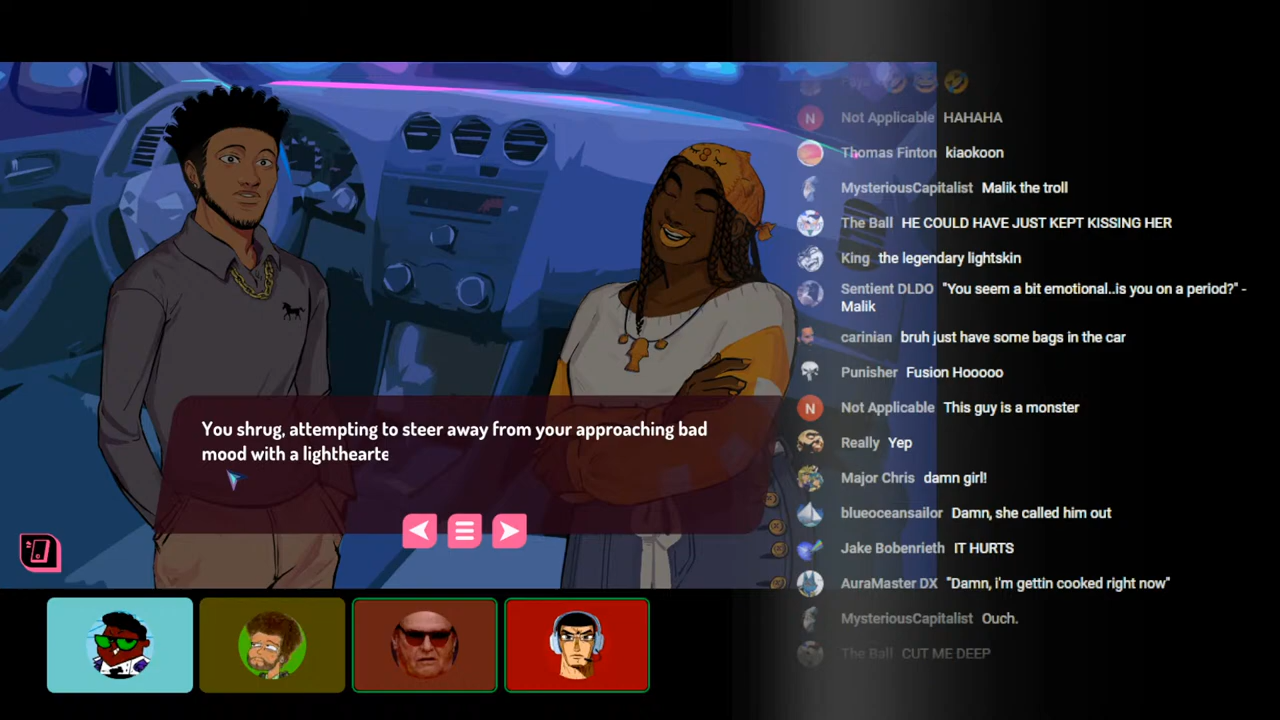 Not Applicable HAHAHA
Thomas Finton kiaokoon
MysteriousCapitalist Malik the troll
The Ball HE COULD HAVE JUST KEPT KISSING HER
King the legendary lightskin
Sentient DLDO "You seem a bit emotional..is you on a period?" -
Malik
carinian bruh just have some bags in the car
Punisher Fusion Hooooo
Not Applicable This guy is a monster
Really Yep
Major Chris damn girl!
blueoceansailor Damn, she called him out
Jake Bobenrieth IT HURTS
AuraMaster DX "Damn, i'm gettin cooked right now"
MysteriousCapitalist Ouch.
The Ball CUT ME DEEP
You shrug, attempting to steer away from your approaching bad
mood with a lighthearte
N
N